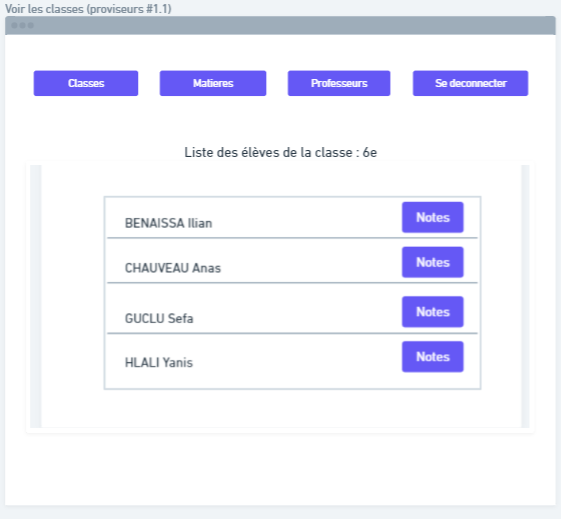 Voir les classes (proviseurs #1.1)
Classes Matieres Professeurs Se deconnecter
Liste des élèves de la classe : 6e
BENAISSA Ilian Notes
CHAUVEAU Anas Notes
GUCLU Sefa Notes
HLALI Yanis Notes